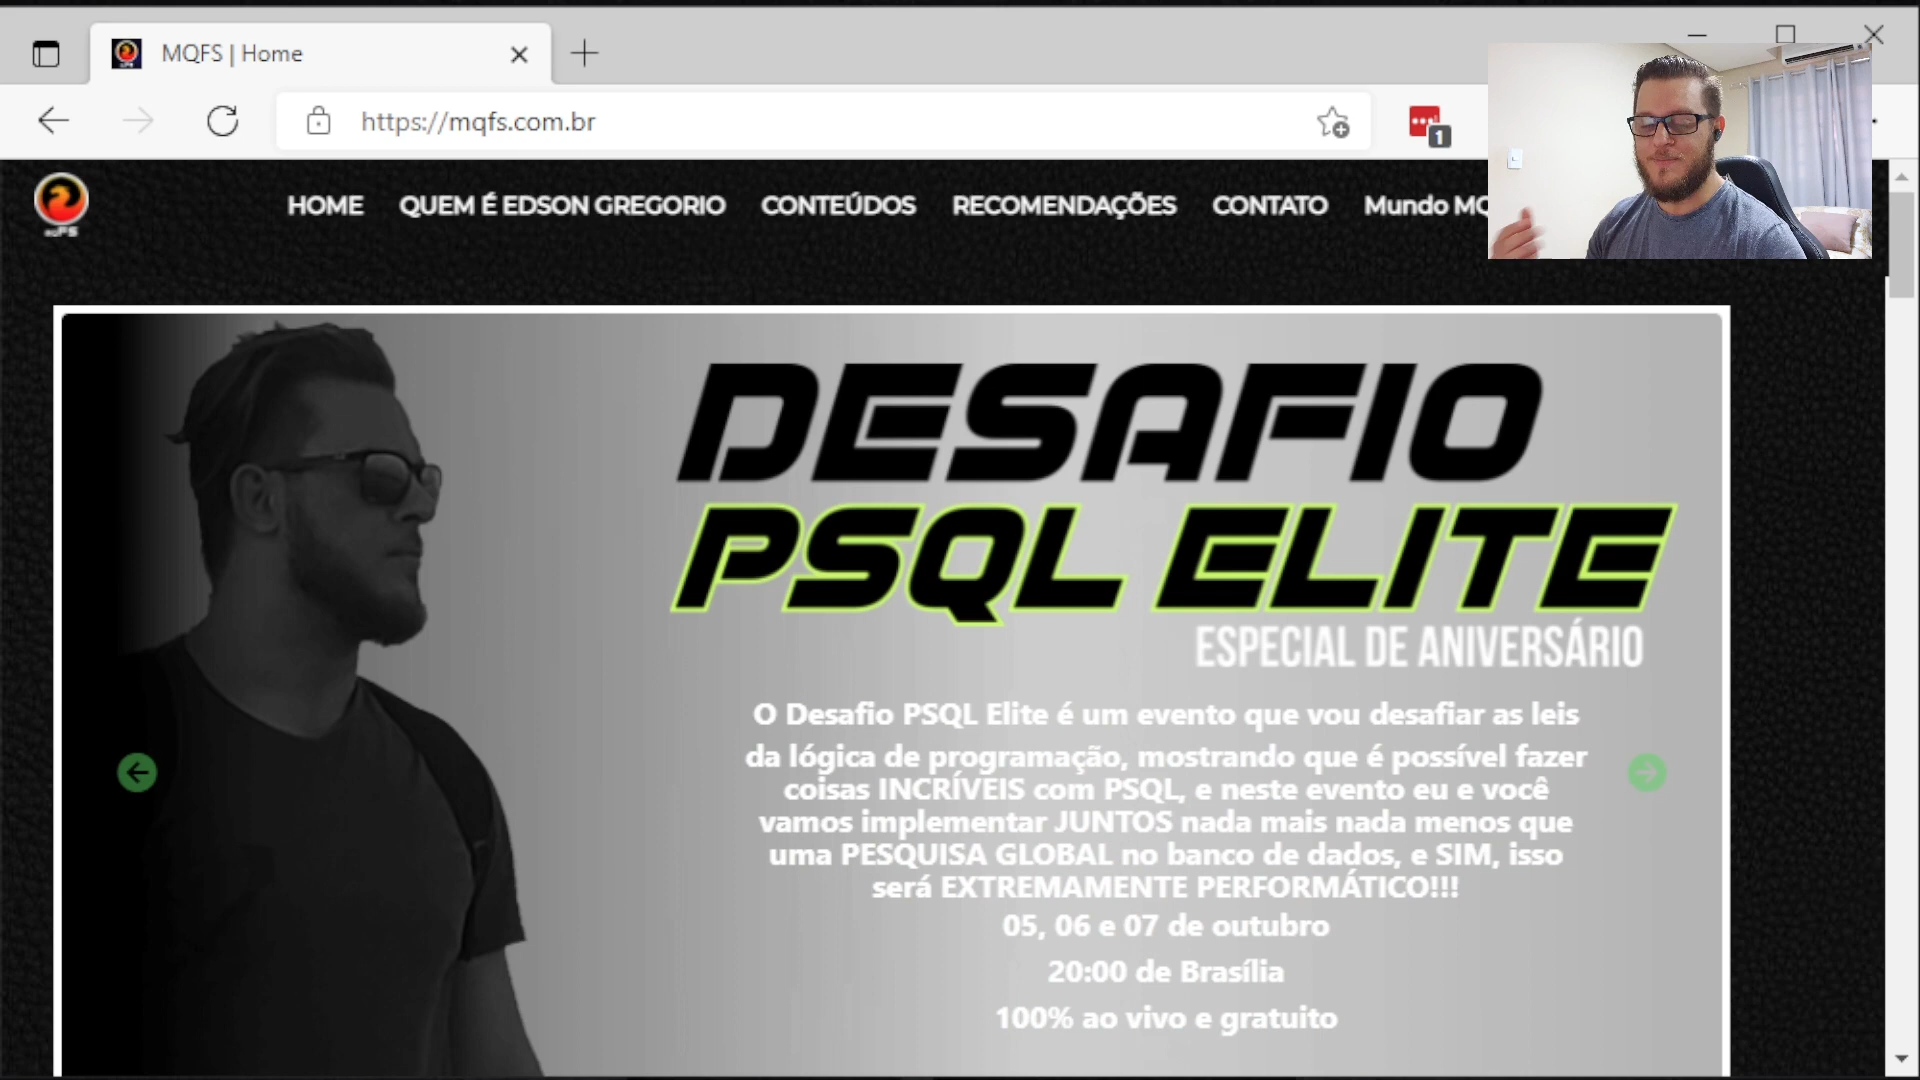 MQFS | Home
https://mqfs.com.br
1
HOME QUEM É EDSON GREGORIO CONTEÚDOS RECOMENDAÇÕES CONTATO Mundo
DESAFIO
PSQL ELITE
ESPECIAL DE ANIVERSÁRIO
O Desafio PSQL Elite é um evento que vou desafiar as leis
da lógica de programação, mostrando que é possível fazer
coisas INCRÍVEIS com PSQL, e neste evento eu e você
vamos implementar JUNTOS nada mais nada menos que
uma PESQUISA GLOBAL no banco de dados, e SIM, isso
será EXTREMAMENTE PERFORMÁTICO!!!
05, 06 e 07 de outubro
20:00 de Brasília
100% ao vivo e gratuito